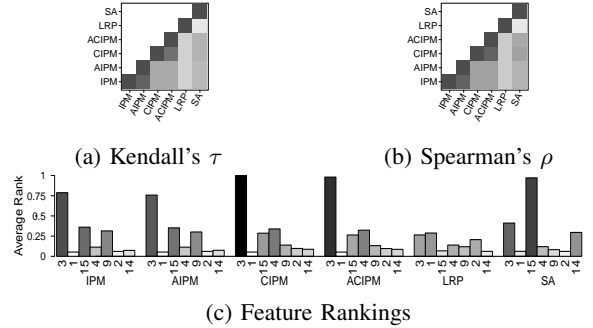 SA
LRP
ACIPM
CIPM
AIPM
IPM
IPM AIPM CIPM ACIPM LRP SA
(a) Kendall's τ
SA
LRP
ACIPM
CIPM
AIPM
IPM
IPM AIPM CIPM ACIPM LRP SA
(b) Spearman's ρ
Average Rank
1
0.75
0.5
0.25
0
3 1 15 4 9 2 14 3 1 15 4 9 2 14 3 1 15 4 9 2 14 3 1 15 4 9 2 14 3 1 15 4 9 2 14 3 1 15 4 9 2 14
IPM AIPM CIPM ACIPM LRP SA
(c) Feature Rankings